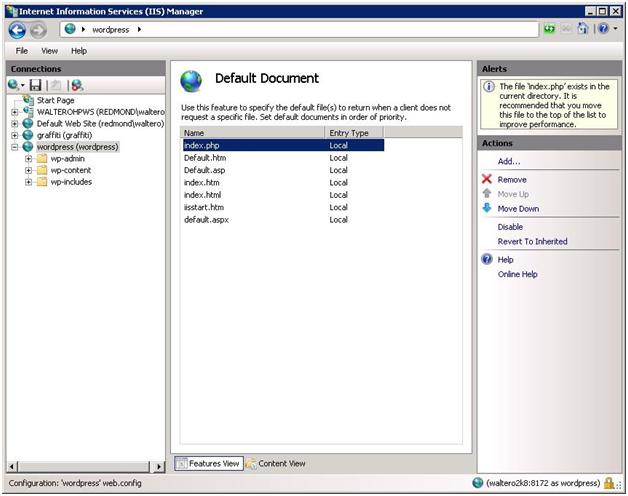 Internet Information Services (IIS) Manager
wordpress
File View Help
Connections
Start Page
WALTEROHPWS (REDMOND\waltero)
Default Web Site (redmond\waltero)
graffiti (graffiti)
wordpress (wordpress)
wp-admin
wp-content
wp-includes
Default Document
Use this feature to specify the default file(s) to return when a client does not
request a specific file. Set default documents in order of priority.
Name Entry Type
index.php Local
Default.htm Local
Default.asp Local
index.htm Local
index.html Local
iisstart.htm Local
default.aspx Local
Features View Content View
Alerts
The file 'index.php' exists in the
current directory. It is
recommended that you move
this file to the top of the list to
improve performance.
Actions
Add...
Remove
Move Up
Move Down
Disable
Revert To Inherited
Help
Online Help
Configuration: 'wordpress' web.config
(waltero2k8:8172 as wordpress)